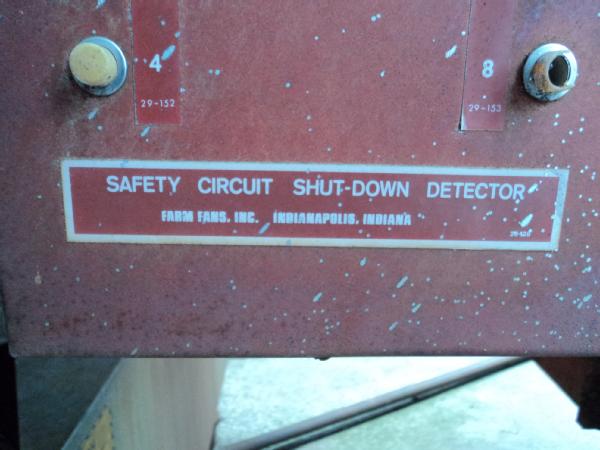 4
29-152
8
29-153
SAFETY CIRCUIT SHUT-DOWN DETECTOR
FARM FANS, INC. INDIANAPOLIS, INDIANA